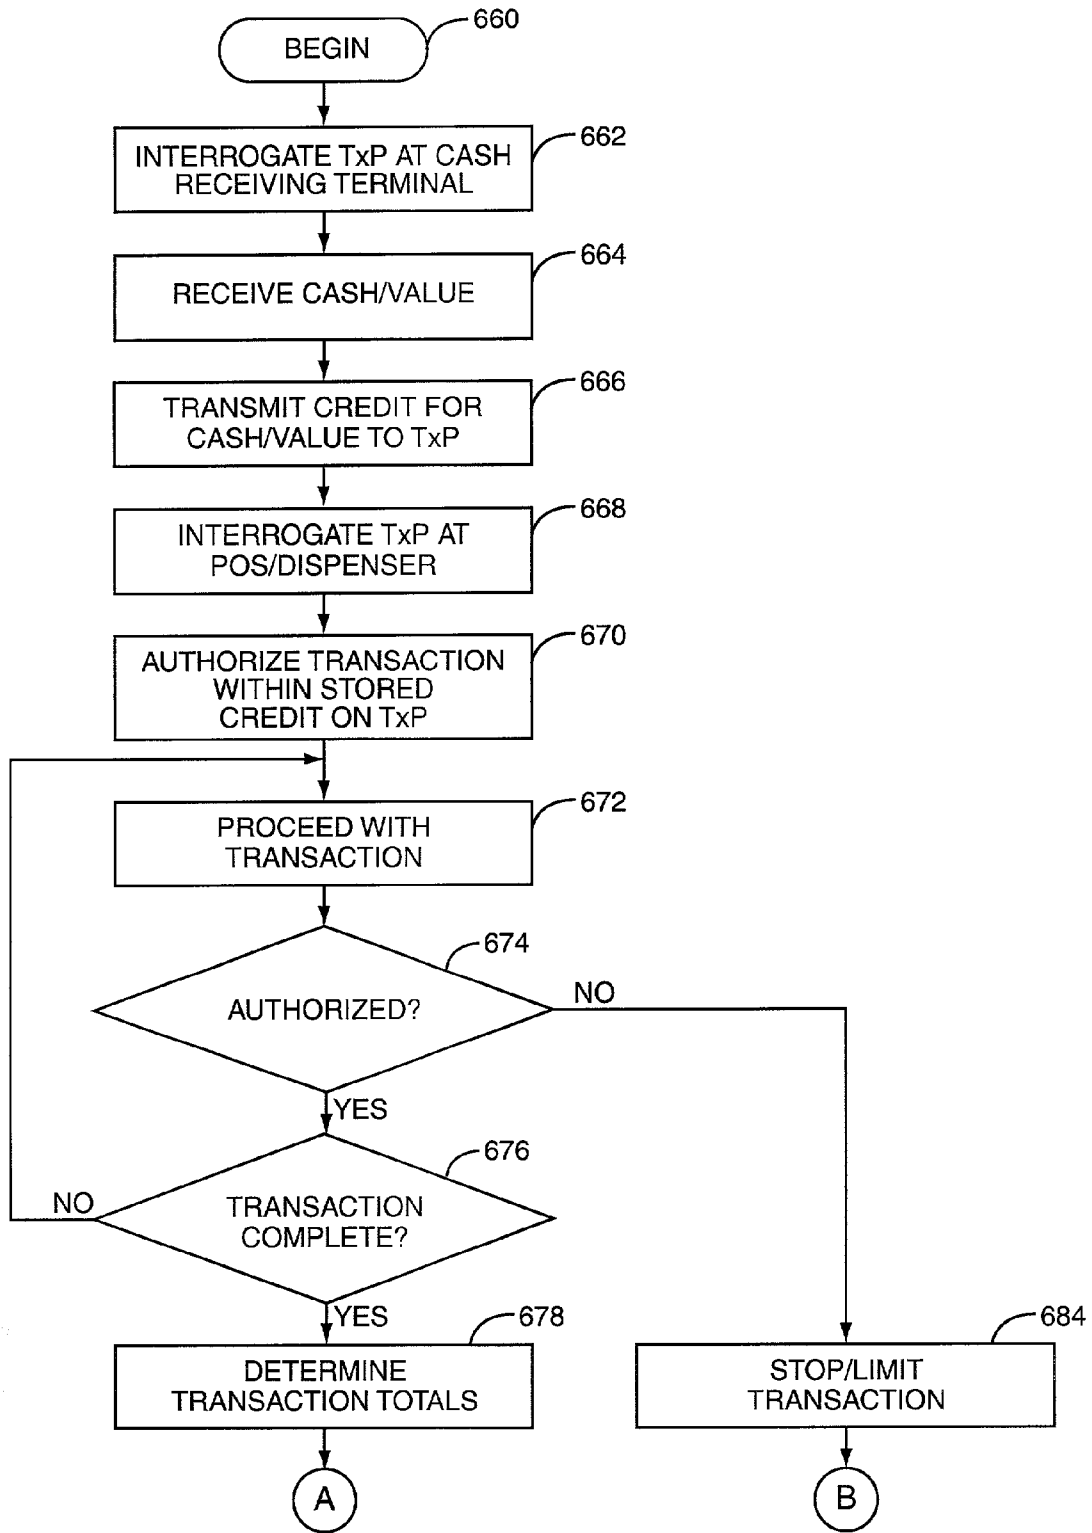 660
BEGIN
662
INTERROGATE TxP AT CASH
RECEIVING TERMINAL
664
RECEIVE CASH/VALUE
666
TRANSMIT CREDIT FOR
CASH/VALUE TO TxP
668
INTERROGATE TxP AT
POS/DISPENSER
670
AUTHORIZE TRANSACTION
WITHIN STORED
CREDIT ON TxP
672
PROCEED WITH
TRANSACTION
674
AUTHORIZED?
NO
YES
676
TRANSACTION
COMPLETE?
NO
YES
678
DETERMINE
TRANSACTION TOTALS
684
STOP/LIMIT
TRANSACTION
A
B